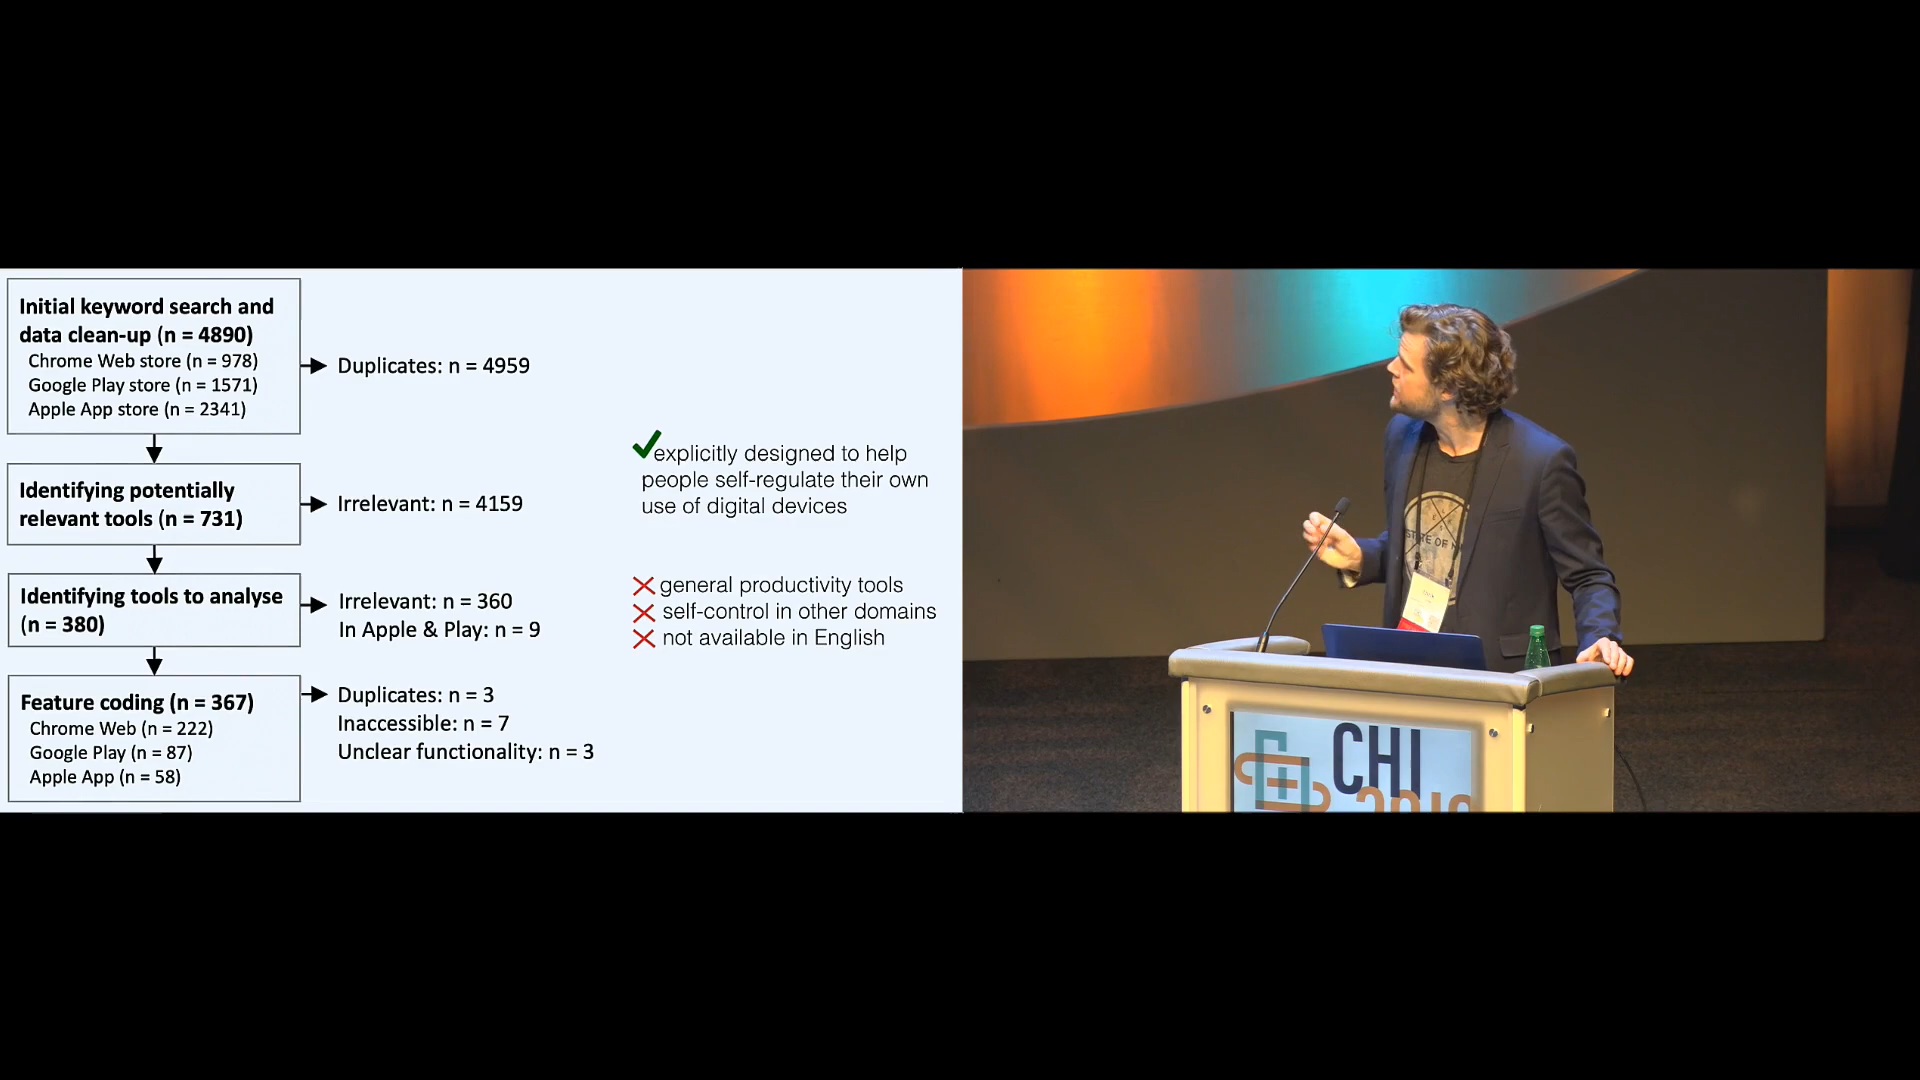 Initial keyword search and
data clean-up (n = 4890)
Chrome Web store (n = 978)
Google Play store (n = 1571)
Apple App store (n = 2341)
Duplicates: n = 4959
Identifying potentially
relevant tools (n = 731)
Irrelevant: n = 4159
explicitly designed to help
people self-regulate their own
use of digital devices
Identifying tools to analyse
(n = 380)
Irrelevant: n = 360
In Apple & Play: n = 9
general productivity tools
self-control in other domains
not available in English
Feature coding (n = 367)
Chrome Web (n = 222)
Google Play (n = 87)
Apple App (n = 58)
Duplicates: n = 3
Inaccessible: n = 7
Unclear functionality: n = 3
STATE OF
CHI